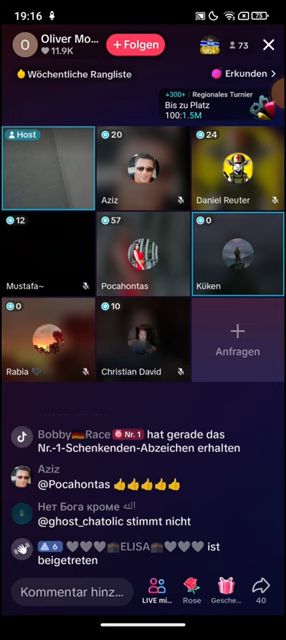 19:16
75
O
Oliver Mo...
11.9K
+ Folgen
73
Wöchentliche Rangliste
Erkunden >
+300↑ Regionales Turnier
Bis zu Platz
100:1.5M
Host
20
24
Aziz
Daniel Reuter
12
57
0
Mustafa~
Pocahontas
Küken
0
10
Rabia 🖤
Christian David
Anfragen
Bobby🇩🇪Race Nr. 1 hat gerade das
Nr.-1-Schenkenden-Abzeichen erhalten
Aziz
@Pocahontas 👍👍👍👍👍
Нет Бога кроме الله
@ghost_chatolic stimmt nicht
6 🩶🩶🩶🕋ELISA🕋🩶🩶🩶 ist
beigetreten
Kommentar hinz...
LIVE mi...
Rose
Gesche...
40